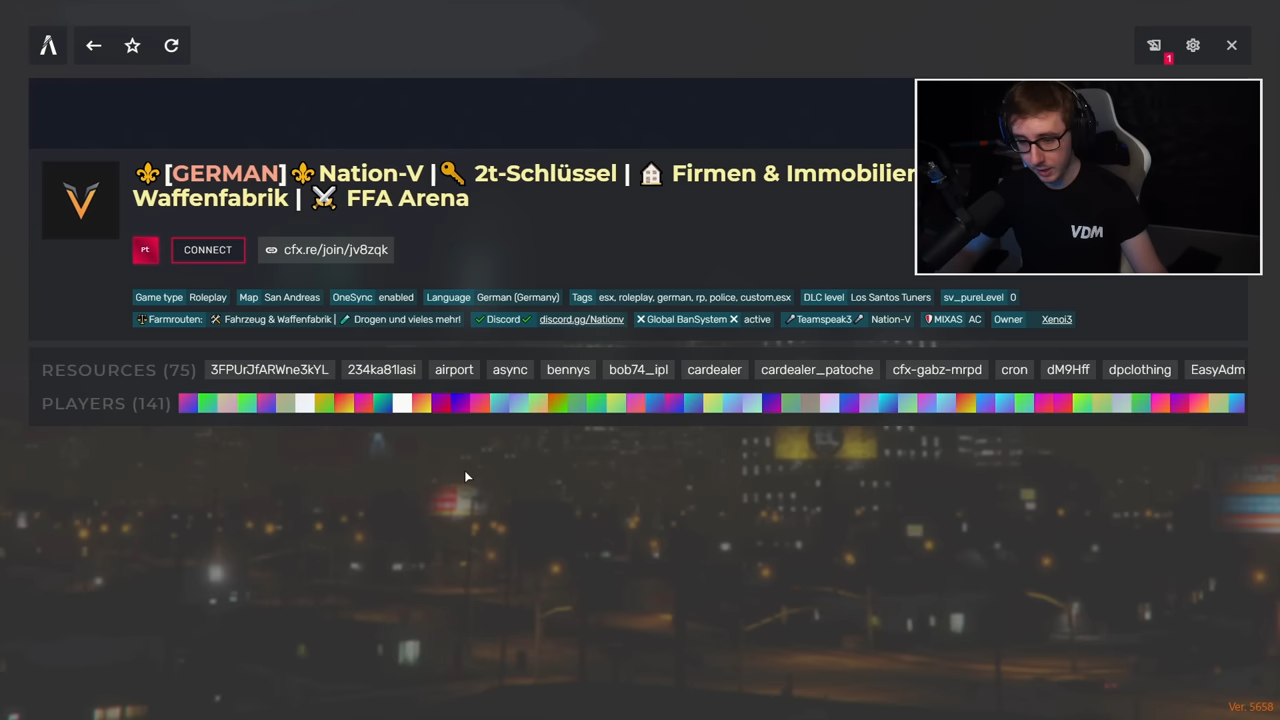 1
⚜️[GERMAN]⚜️Nation-V |🔑 2t-Schlüssel | 🏠 Firmen & Immobilier
Waffenfabrik | ⚔️ FFA Arena
Pt
CONNECT
cfx.re/join/jv8zqk
VDM
Game type Roleplay Map San Andreas OneSync enabled Language German (Germany) Tags esx, roleplay, german, rp, police, custom.esx DLC level Los Santos Tuners sv_pureLevel 0
Farmrouten: 🛠 Fahrzeug & Waffenfabrik | 🧪 Drogen und vieles mehr! ✓Discord✓ discord.gg/Nationv ❌Global BanSystem❌ active 🎤Teamspeak3🎤 Nation-V 🛡MIXAS AC Owner Xenoi3
RESOURCES (75) 3FPUrJfARWne3kYL 234ka81lasi airport async bennys bob74_ipl cardealer cardealer_patoche cfx-gabz-mrpd cron dM9Hff dpclothing EasyAdm
PLAYERS (141)
Ver. 5658